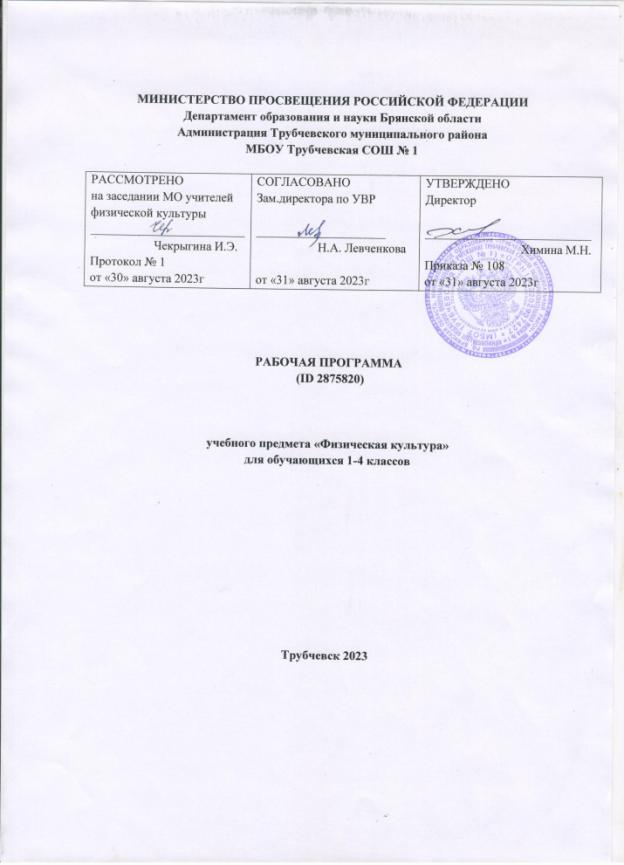 МИНИСТЕРСТВО ПРОСВЕЩЕНИЯ РОССИЙСКОЙ ФЕДЕРАЦИИ
Департамент образования и науки Брянской области
Администрация Трубчевского муниципального района
МБОУ Трубчевская СОШ № 1
РАССМОТРЕНО
на заседании МО учителей
физической культуры
Чекрыгина И.Э.
Протокол № 1
от «30» августа 2023г
СОГЛАСОВАНО
Зам.директора по УВР
Н.А. Левченкова
от «31» августа 2023г
УТВЕРЖДЕНО
Директор
Химина М.Н.
Приказа № 108
от «31» августа 2023г
РАБОЧАЯ ПРОГРАММА
(ID 2875820)
учебного предмета «Физическая культура»
для обучающихся 1-4 классов
Трубчевск 2023